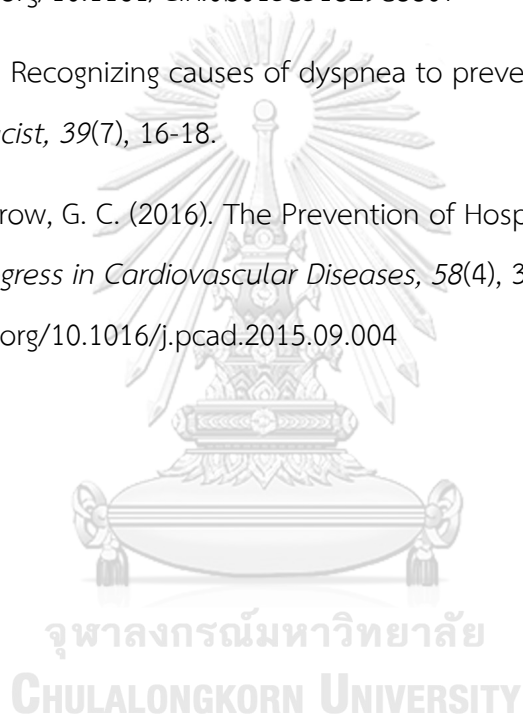 Recognizing causes of dyspnea to preve
cist, 39(7), 16-18.
row, G. C. (2016). The Prevention of Hosp
gress in Cardiovascular Diseases, 58(4), 3
org/10.1016/j.pcad.2015.09.004
จุฬาลงกรณ์มหาวิทยาลัย
CHULALONGKORN UNIVERSITY